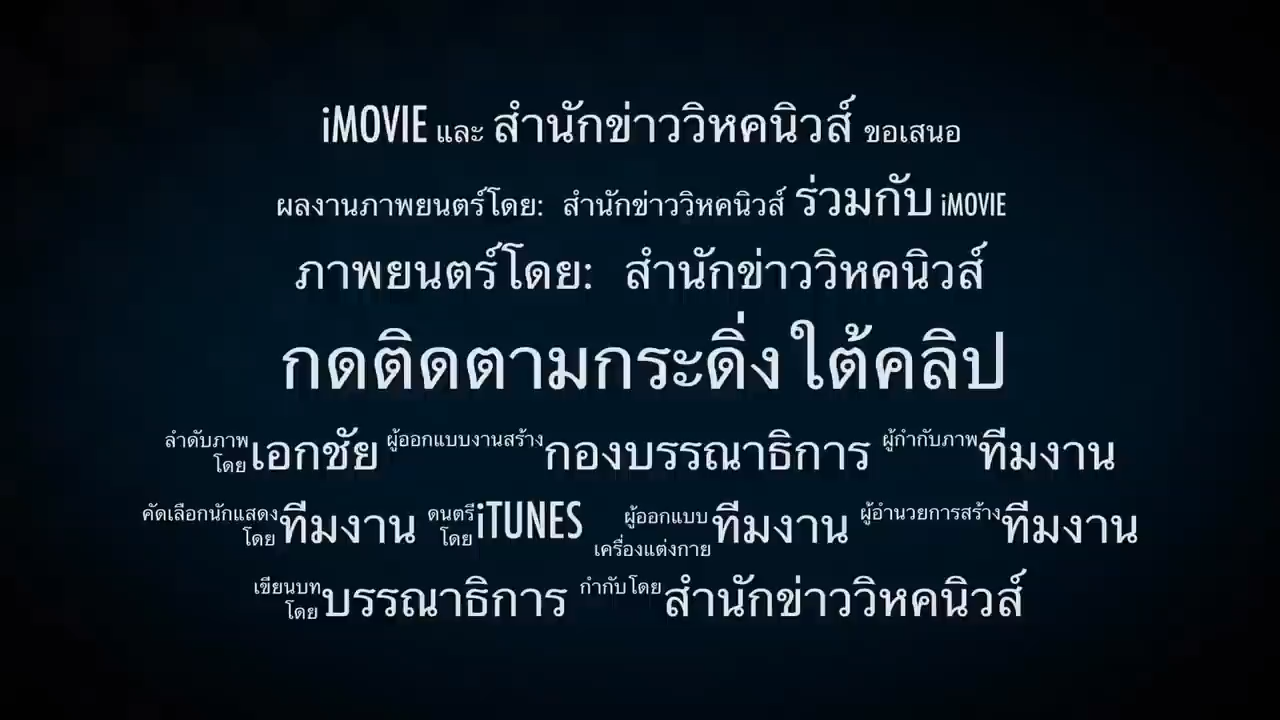 iMOVIE และ สำนักข่าววิหคนิวส์ ขอเสนอ
ผลงานภาพยนตร์โดย: สำนักข่าววิหคนิวส์ ร่วมกับ iMOVIE
ภาพยนตร์โดย: สำนักข่าววิหคนิวส์
กดติดตามกระดิ่ง ใต้คลิป
ลำดับภาพโดย เอกชัย ผู้ออกแบบงานสร้าง กองบรรณาธิการ ผู้กำกับภาพ ทีมงาน
คัดเลือกนักแสดงโดย ทีมงาน ดนตรีโดย iTUNES ผู้ออกแบบเครื่องแต่งกาย ทีมงาน ผู้อำนวยการสร้าง ทีมงาน
เขียนบทโดย บรรณาธิการ กำกับโดย สำนักข่าววิหคนิวส์